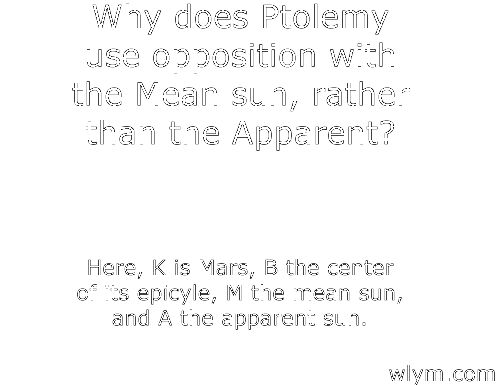 Why does Ptolemy
use opposition with
the Mean sun, rather
than the Apparent?
Here, K is Mars, B the center
of its epicyle, M the mean sun,
and A the apparent sun.
wlym.com